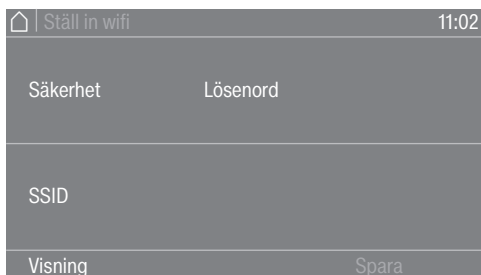 Ställ in wifi 11:02
Säkerhet Lösenord
SSID
Visning Spara